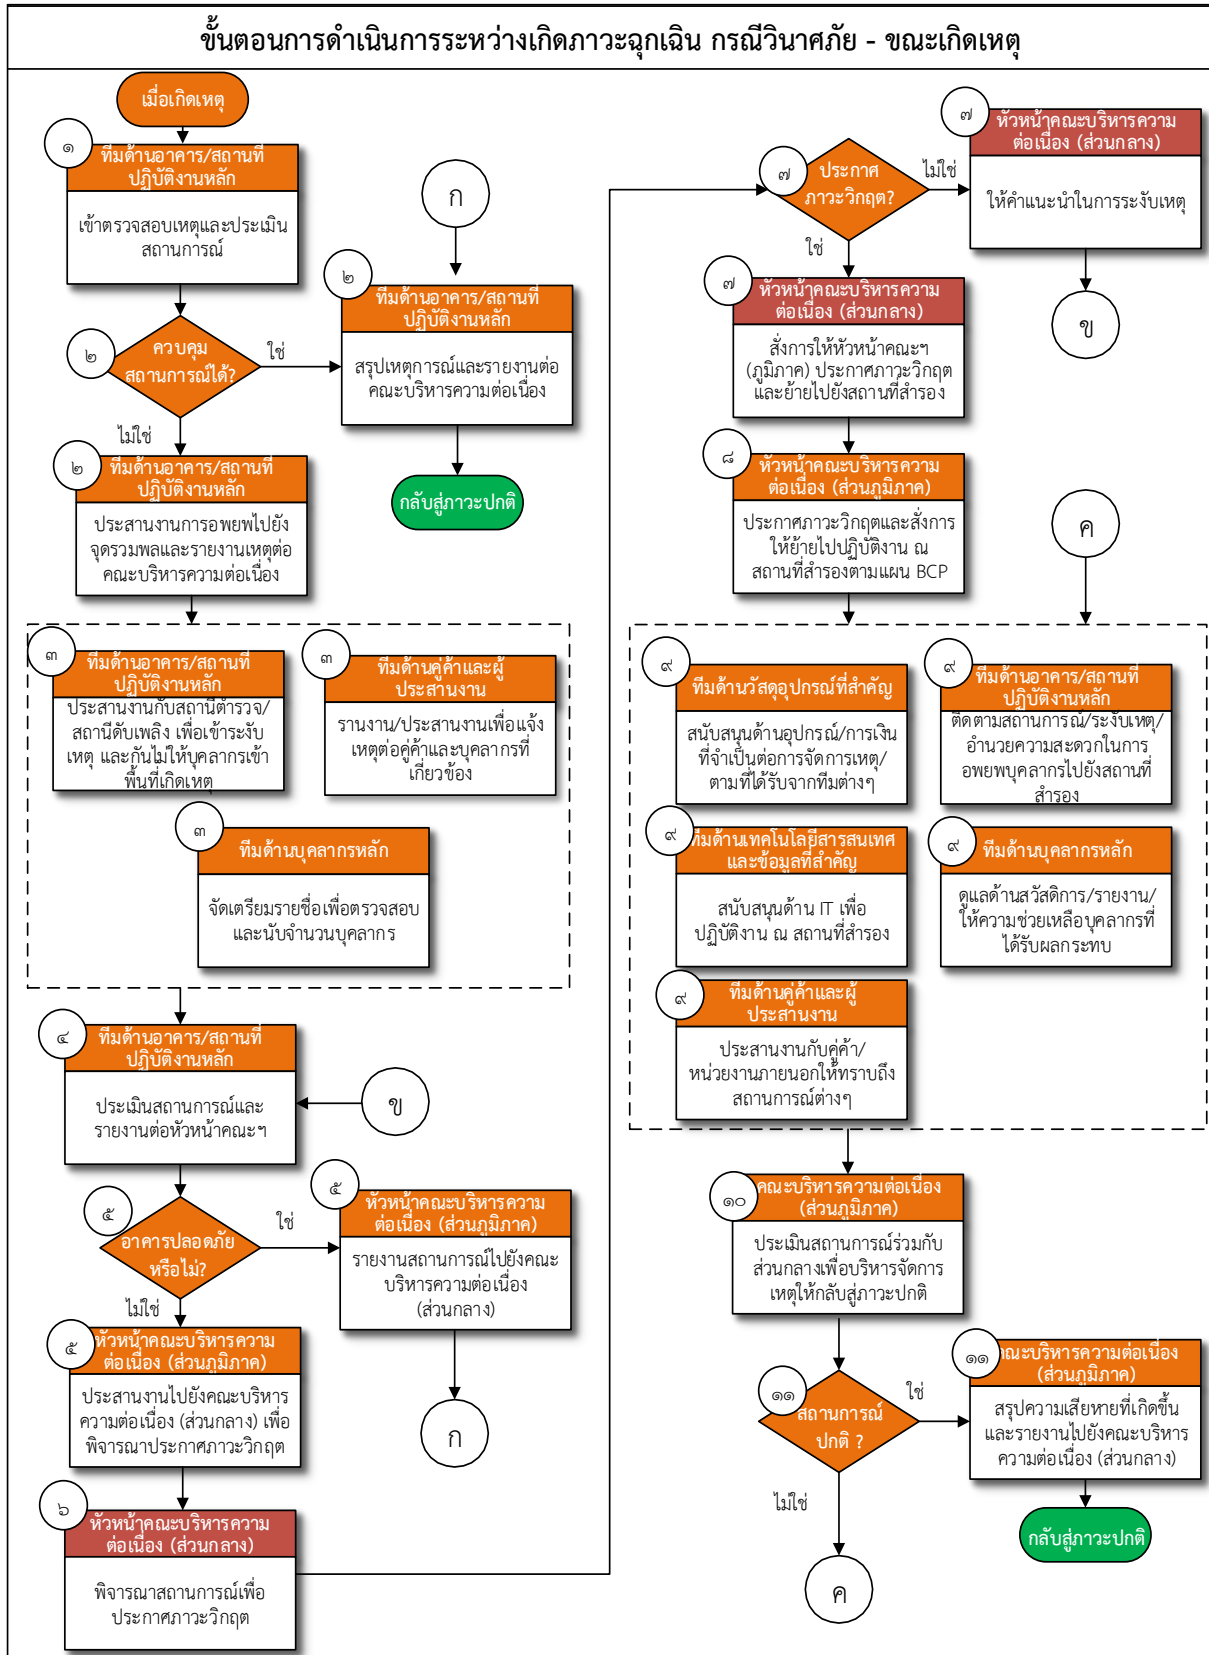 ขั้นตอนการดำเนินการระหว่างเกิดภาวะฉุกเฉิน กรณีวินาศภัย - ขณะเกิดเหตุ
เมื่อเกิดเหตุ
๑
ทีมด้านอาคาร/สถานที่
ปฏิบัติงานหลัก
เข้าตรวจสอบเหตุและประเมิน
สถานการณ์
๒
ควบคุม
สถานการณ์ได้?
ใช่
ไม่ใช่
ก
๒
ทีมด้านอาคาร/สถานที่
ปฏิบัติงานหลัก
สรุปเหตุการณ์และรายงานต่อ
คณะบริหารความต่อเนื่อง
กลับสู่ภาวะปกติ
๒
ทีมด้านอาคาร/สถานที่
ปฏิบัติงานหลัก
ประสานงานการอพยพไปยัง
จุดรวมพลและรายงานเหตุต่อ
คณะบริหารความต่อเนื่อง
๓
ทีมด้านอาคาร/สถานที่
ปฏิบัติงานหลัก
ประสานงานกับสถานีตำรวจ/
สถานีดับเพลิง เพื่อเข้าระงับ
เหตุ และกันไม่ให้บุคลากรเข้า
พื้นที่เกิดเหตุ
๓
ทีมด้านคู่ค้าและผู้
ประสานงาน
รานงาน/ประสานงานเพื่อแจ้ง
เหตุต่อคู่ค้าและบุคลากรที่
เกี่ยวข้อง
๓
ทีมด้านบุคลากรหลัก
จัดเตรียมรายชื่อเพื่อตรวจสอบ
และนับจำนวนบุคลากร
๔
ทีมด้านอาคาร/สถานที่
ปฏิบัติงานหลัก
ประเมินสถานการณ์และ
รายงานต่อหัวหน้าคณะฯ
ข
๕
อาคารปลอดภัย
หรือไม่?
ใช่
ไม่ใช่
๕
หัวหน้าคณะบริหารความ
ต่อเนื่อง (ส่วนภูมิภาค)
รายงานสถานการณ์ไปยังคณะ
บริหารความต่อเนื่อง
(ส่วนกลาง)
ก
๕
หัวหน้าคณะบริหารความ
ต่อเนื่อง (ส่วนภูมิภาค)
ประสานงานไปยังคณะบริหาร
ความต่อเนื่อง (ส่วนกลาง) เพื่อ
พิจารณาประกาศภาวะวิกฤต
๖
หัวหน้าคณะบริหารความ
ต่อเนื่อง (ส่วนกลาง)
พิจารณาสถานการณ์เพื่อ
ประกาศภาวะวิกฤต
๗
ประกาศ
ภาวะวิกฤต?
ไม่ใช่
ใช่
๗
หัวหน้าคณะบริหารความ
ต่อเนื่อง (ส่วนกลาง)
ให้คำแนะนำในการระงับเหตุ
ข
๗
หัวหน้าคณะบริหารความ
ต่อเนื่อง (ส่วนกลาง)
สั่งการให้หัวหน้าคณะฯ
(ภูมิภาค) ประกาศภาวะวิกฤต
และย้ายไปยังสถานที่สำรอง
๘
หัวหน้าคณะบริหารความ
ต่อเนื่อง (ส่วนภูมิภาค)
ประกาศภาวะวิกฤตและสั่งการ
ให้ย้ายไปปฏิบัติงาน ณ
สถานที่สำรองตามแผน BCP
ค
๙
ทีมด้านวัสดุอุปกรณ์ที่สำคัญ
สนับสนุนด้านอุปกรณ์/การเงิน
ที่จำเป็นต่อการจัดการเหตุ/
ตามที่ได้รับจากทีมต่างๆ
๙
ทีมด้านอาคาร/สถานที่
ปฏิบัติงานหลัก
ติดตามสถานการณ์/ระงับเหตุ/
อำนวยความสะดวกในการ
อพยพบุคลากรไปยังสถานที่
สำรอง
๙
ทีมด้านเทคโนโลยีสารสนเทศ
และข้อมูลที่สำคัญ
สนับสนุนด้าน IT เพื่อ
ปฏิบัติงาน ณ สถานที่สำรอง
๙
ทีมด้านบุคลากรหลัก
ดูแลด้านสวัสดิการ/รายงาน/
ให้ความช่วยเหลือบุคลากรที่
ได้รับผลกระทบ
๙
ทีมด้านคู่ค้าและผู้
ประสานงาน
ประสานงานกับคู่ค้า/
หน่วยงานภายนอกให้ทราบถึง
สถานการณ์ต่างๆ
๑๐
คณะบริหารความต่อเนื่อง
(ส่วนภูมิภาค)
ประเมินสถานการณ์ร่วมกับ
ส่วนกลางเพื่อบริหารจัดการ
เหตุให้กลับสู่ภาวะปกติ
๑๑
สถานการณ์
ปกติ ?
ใช่
ไม่ใช่
๑๑
คณะบริหารความต่อเนื่อง
(ส่วนภูมิภาค)
สรุปความเสียหายที่เกิดขึ้น
และรายงานไปยังคณะบริหาร
ความต่อเนื่อง (ส่วนกลาง)
กลับสู่ภาวะปกติ
ค